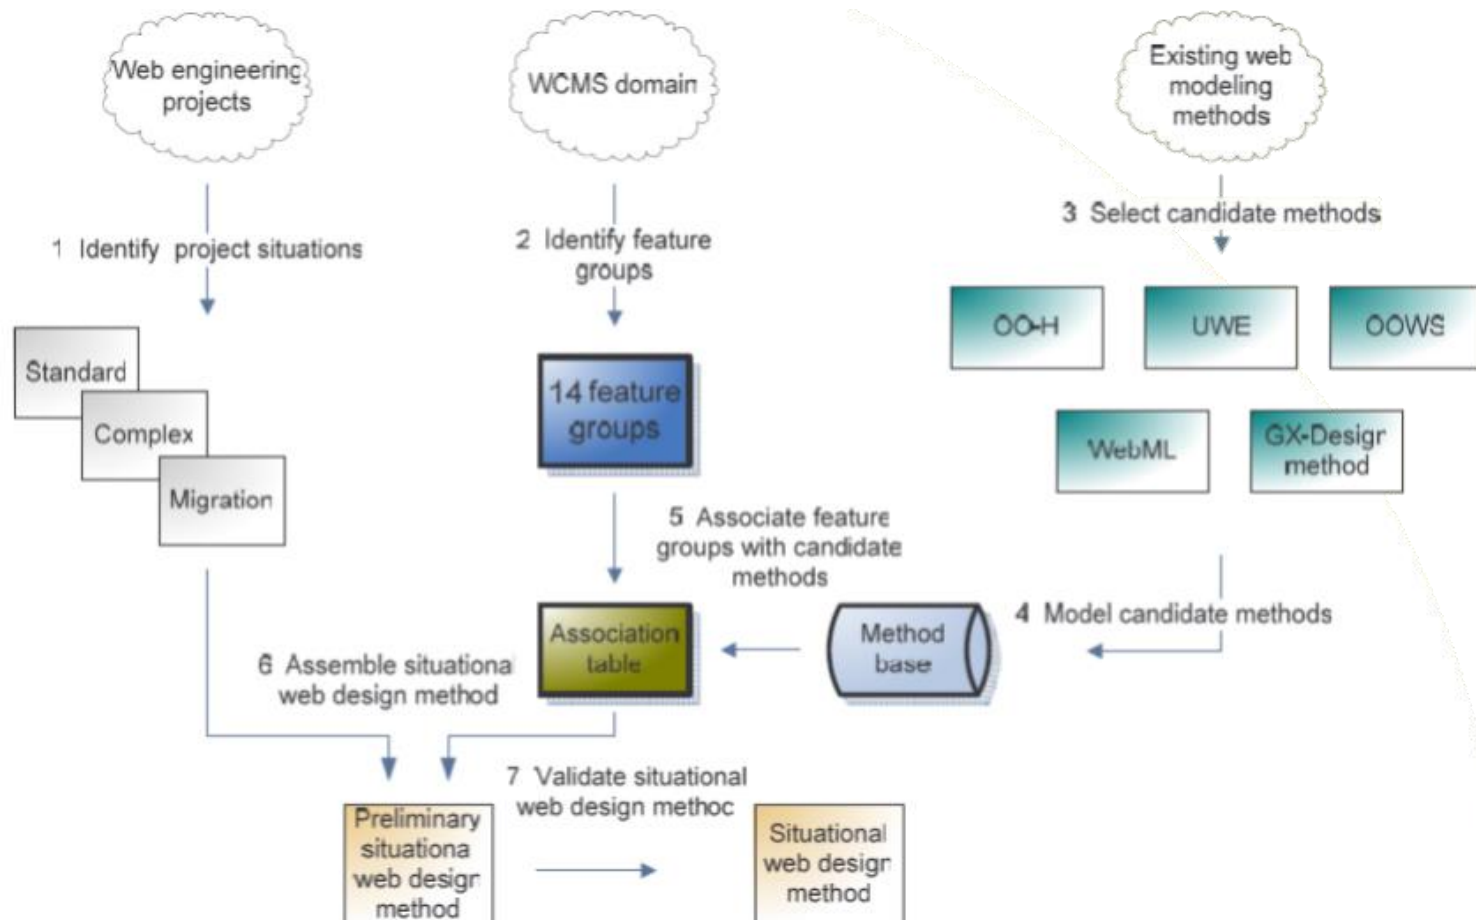 Web engineering
projects
WCMS domain
Existing web
modeling
methods
1 Identify project situations
2 Identify feature
groups
3 Select candidate methods
Standard
Complex
Migration
14 feature
groups
OO-H
UWE
OOWS
WebML
GX-Design
method
5 Associate feature
groups with candidate
methods
4 Model candidate methods
Association
table
Method
base
6 Assemble situationa
web design method
7 Validate situational
web design method
Preliminary
situationa
web design
method
Situational
web design
method